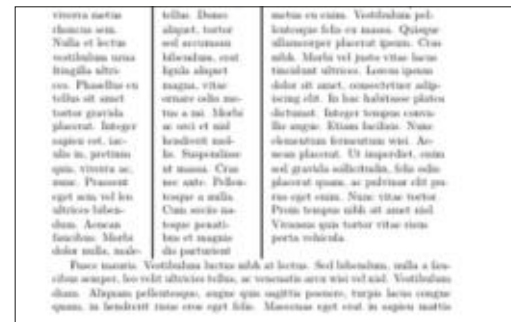 viverra metus
rhoncus sem.
Nulla et lectus
vestibulum urna
fringilla ultri-
ces. Phasellus eu
tellus sit amet
tortor gravida
placerat. Integer
sapien est, iac-
ulis in, pretium
quis, viverra ac,
nunc. Praesent
eget sem vel leo
ultrices biben-
dum. Aenean
faucibus. Morbi
dolor nulla, male-
tellus. Donec
aliquet, tortor
sed accumsan
bibendum, erat
ligula aliquet
magna, vitae
ornare odio me-
tus a mi. Morbi
ac orci et nisl
hendrerit mol-
lis. Suspendisse
ut massa. Cras
nec ante. Pellen-
tesque a nulla.
Cum sociis na-
toque penati-
bus et magnis
dis parturient
metus eu enim. Vestibulum pel-
lentesque felis eu massa. Quisque
ullamcorper placerat ipsum. Cras
nibh. Morbi vel justo vitae lacus
tincidunt ultrices. Lorem ipsum
dolor sit amet, consectetuer adip-
iscing elit. In hac habitasse platea
dictumst. Integer tempus conva-
llis augue. Etiam facilisis. Nunc
elementum fermentum wisi. Ae-
nean placerat. Ut imperdiet, enim
sed gravida sollicitudin, felis odio
placerat quam, ac pulvinar elit pu-
rus eget enim. Nunc vitae tortor.
Proin tempus nibh sit amet nisl.
Vivamus quis tortor vitae risus
porta vehicula.
Fusce mauris. Vestibulum luctus nibh at lectus. Sed bibendum, nulla a fau-
cibus semper, leo velit ultricies tellus, ac venenatis arcu wisi vel nisl. Vestibulum
diam. Aliquam pellentesque, augue quis sagittis posuere, turpis lacus congue
quam, in hendrerit risus eros eget felis. Maecenas eget erat in sapien mattis